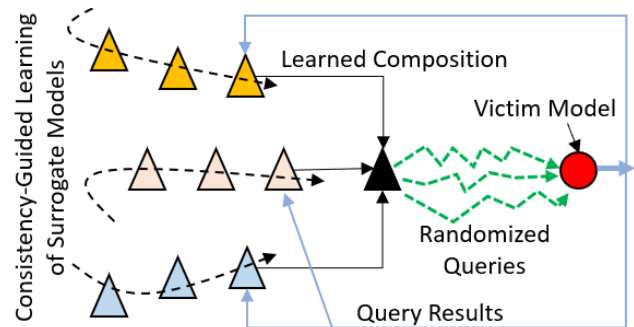 Consistency-Guided Learning
of Surrogate Models
Learned Composition
Victim Model
Randomized
Queries
Query Results